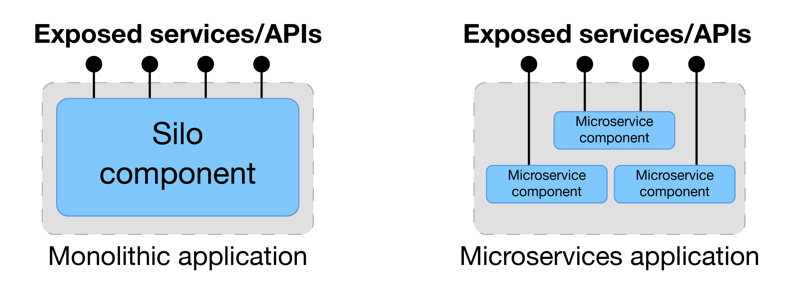 Exposed services/APIs
Silo
component
Monolithic application
Exposed services/APIs
Microservice
component
Microservice
component
Microservice
component
Microservices application